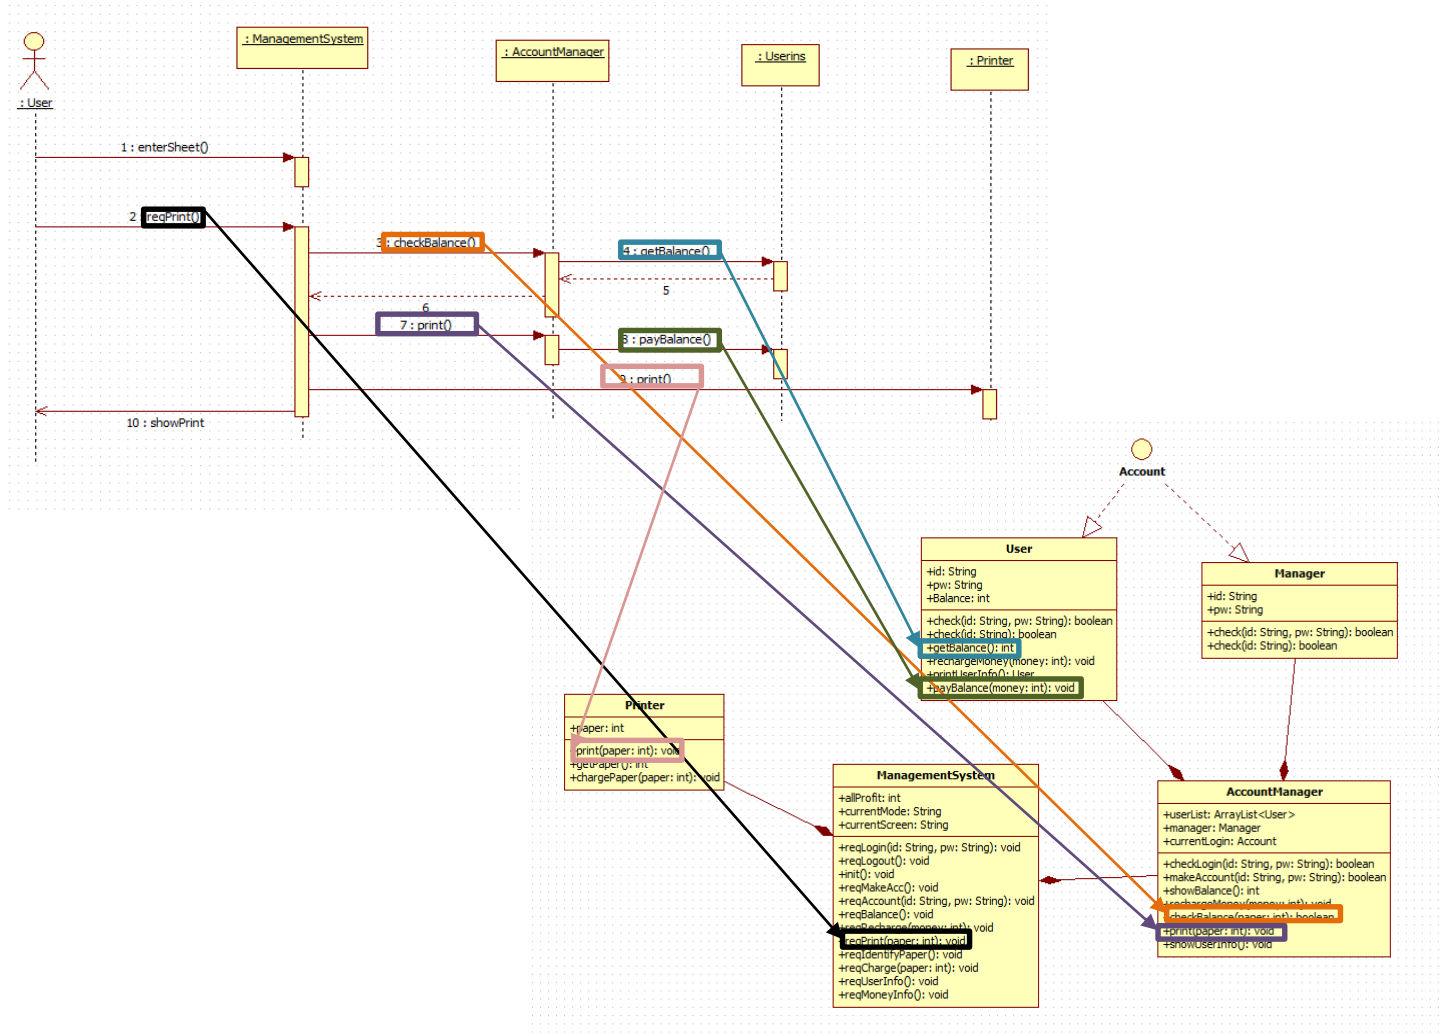 : ManagementSystem
: AccountManager
: Userins
: Printer
: User
1 : enterSheet()
2 : reqPrint()
3 : checkBalance()
4 : getBalance()
5
6
7 : print()
8 : payBalance()
9 : print()
10 : showPrint
Account
User
+id: String
+pw: String
+Balance: int
+check(id: String, pw: String): boolean
+check(id: String): boolean
+getBalance(): int
+rechargeMoney(money: int): void
+printUserInfo(): User
+payBalance(money: int): void
Manager
+id: String
+pw: String
+check(id: String, pw: String): boolean
+check(id: String): boolean
Printer
+paper: int
+print(paper: int): void
+getPaper(): int
+chargePaper(paper: int): void
ManagementSystem
+allProfit: int
+currentMode: String
+currentScreen: String
+reqLogin(id: String, pw: String): void
+reqLogout(): void
+init(): void
+reqMakeAcc(): void
+reqAccount(id: String, pw: String): void
+reqBalance(): void
+reqRecharge(money: int): void
+reqPrint(paper: int): void
+reqIdentifyPaper(): void
+reqCharge(paper: int): void
+reqUserInfo(): void
+reqMoneyInfo(): void
AccountManager
+userList: ArrayList<User>
+manager: Manager
+currentLogin: Account
+checkLogin(id: String, pw: String): boolean
+makeAccount(id: String, pw: String): boolean
+showBalance(): int
+rechargeMoney(money: int): void
+checkBalance(paper: int): boolean
+print(paper: int): void
+showUserInfo(): void